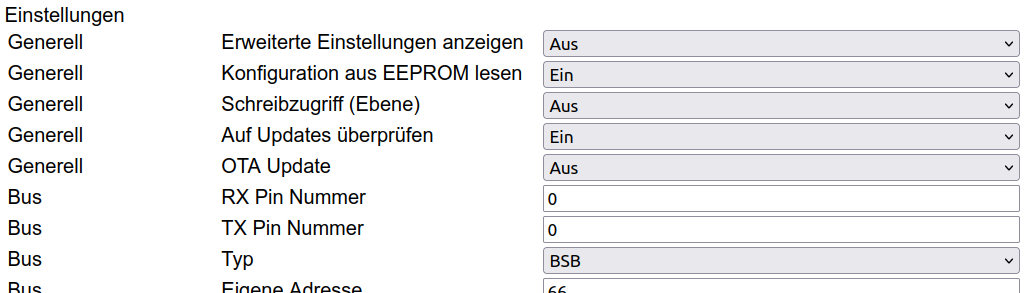 Einstellungen
Generell Erweiterte Einstellungen anzeigen Aus
Generell Konfiguration aus EEPROM lesen Ein
Generell Schreibzugriff (Ebene) Aus
Generell Auf Updates überprüfen Ein
Generell OTA Update Aus
Bus RX Pin Nummer 0
Bus TX Pin Nummer 0
Bus Typ BSB
Bus Eigene Adresse 66